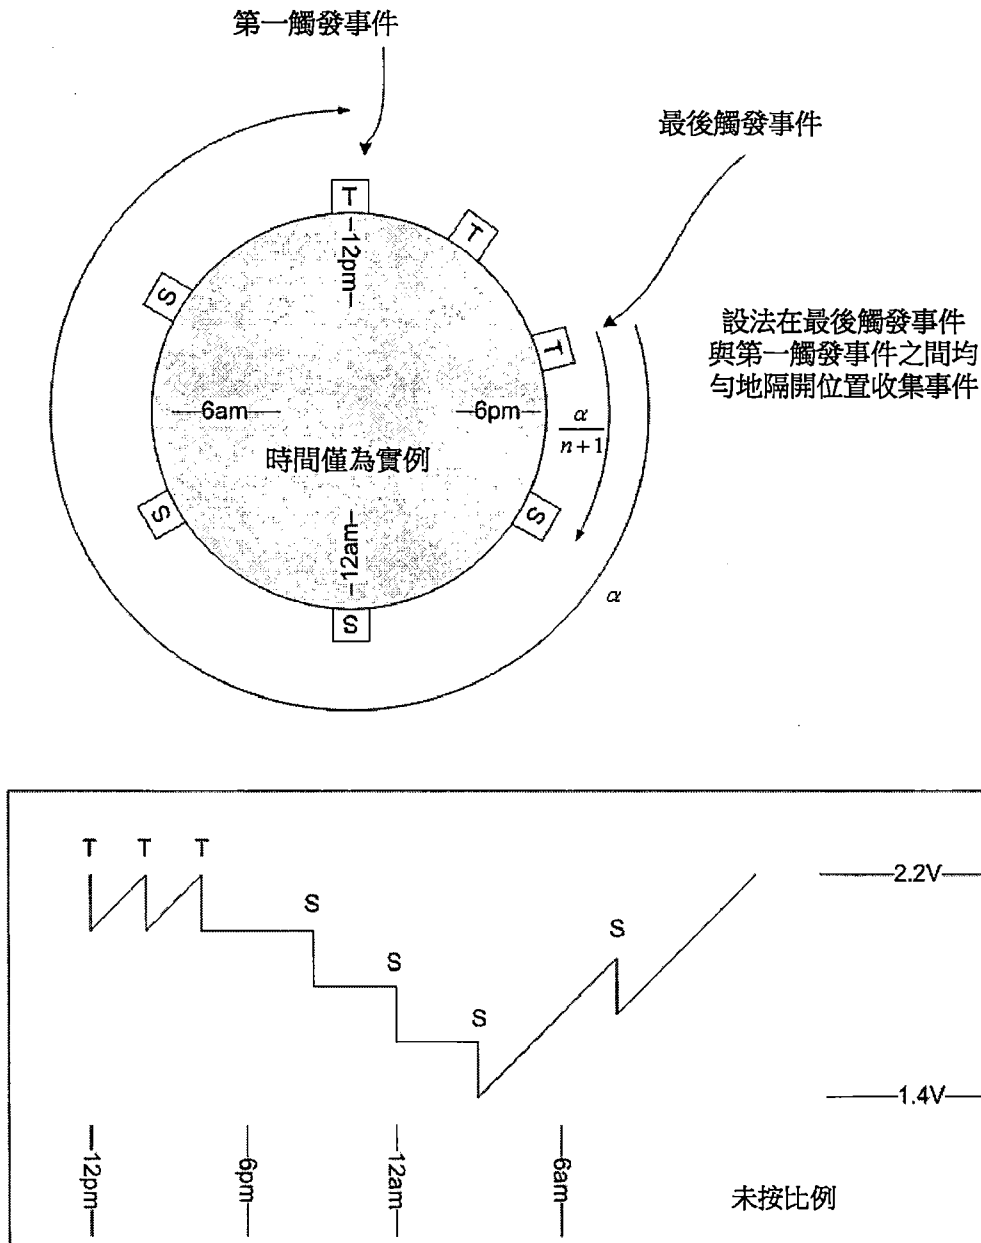 第一觸發事件
最後觸發事件
T
T
T
S
12pm
設法在最後觸發事件
與第一觸發事件之間均
勻地隔開位置收集事件
6am
6pm
α
n+1
時間僅為實例
S
S
12am
α
S
T T T
2.2V
S
S
S
S
1.4V
12pm
6pm
12am
6am
未按比例